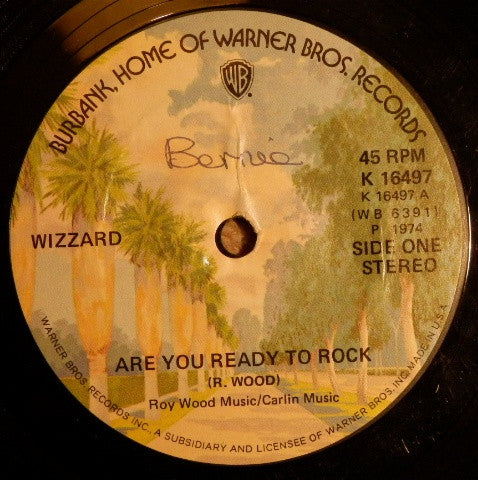 BURBANK, HOME OF WARNER BROS. RECORDS
WB
Bernie
45 RPM
K 16497
K 16497 A
(WB 6391)
P 1974
WIZZARD
SIDE ONE
STEREO
ARE YOU READY TO ROCK
(R. WOOD)
Roy Wood Music/Carlin Music
WARNER BROS. RECORDS INC., A SUBSIDIARY AND LICENSEE OF WARNER BROS. INC. MADE IN U.S.A.